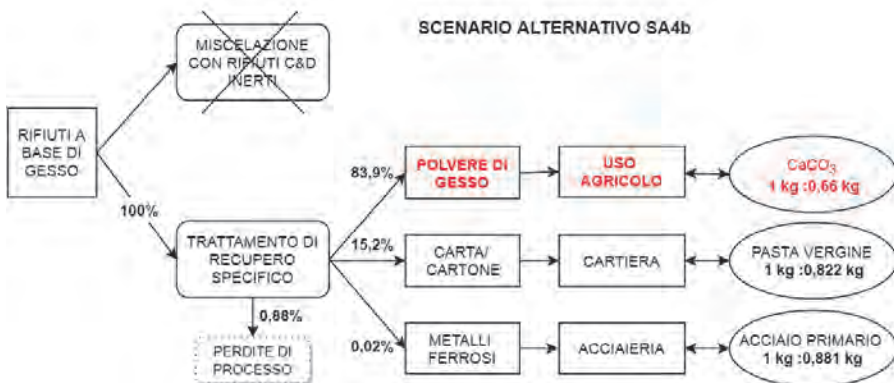 SCENARIO ALTERNATIVO SA4b
MISCELAZIONE
CON RIFIUTI C&D
INERTI
RIFIUTI A
BASE DI
GESSO
100%
TRATTAMENTO DI
RECUPERO
SPECIFICO
0,88%
PERDITE DI
PROCESSO
83,9%
POLVERE DI
GESSO
USO
AGRICOLO
CaCO3
1 kg :0,66 kg
15,2%
CARTA/
CARTONE
CARTIERA
PASTA VERGINE
1 kg :0,822 kg
0,02%
METALLI
FERROSI
ACCIAIERIA
ACCIAIO PRIMARIO
1 kg :0,881 kg